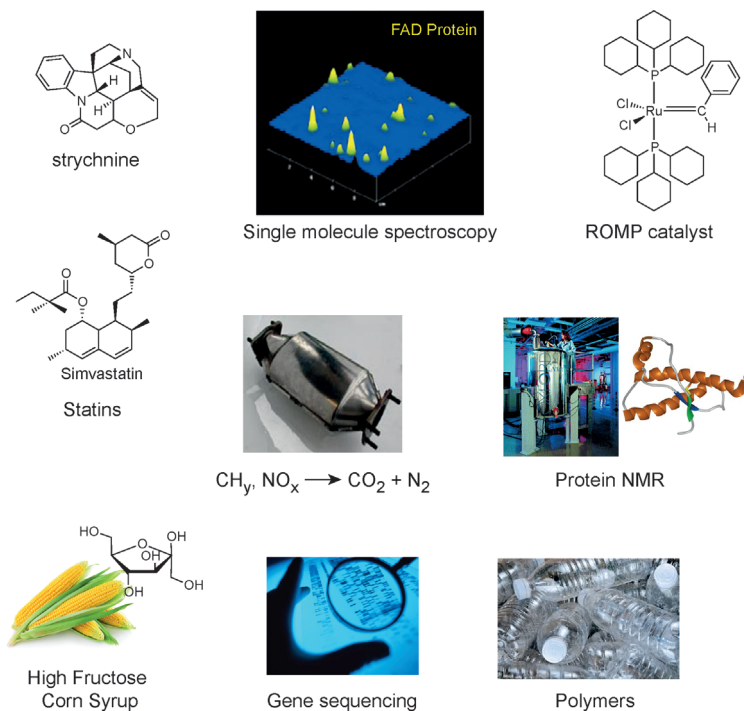 N
H
N
H
O
O
strychnine
FAD Protein
Single molecule spectroscopy
P
Cl
Ru
C
Cl
H
P
ROMP catalyst
O
O
O
O
Simvastatin
Statins
CHy, NOx → CO2 + N2
Protein NMR
HO
O
OH
OH
OH
HO
High Fructose
Corn Syrup
Gene sequencing
Polymers